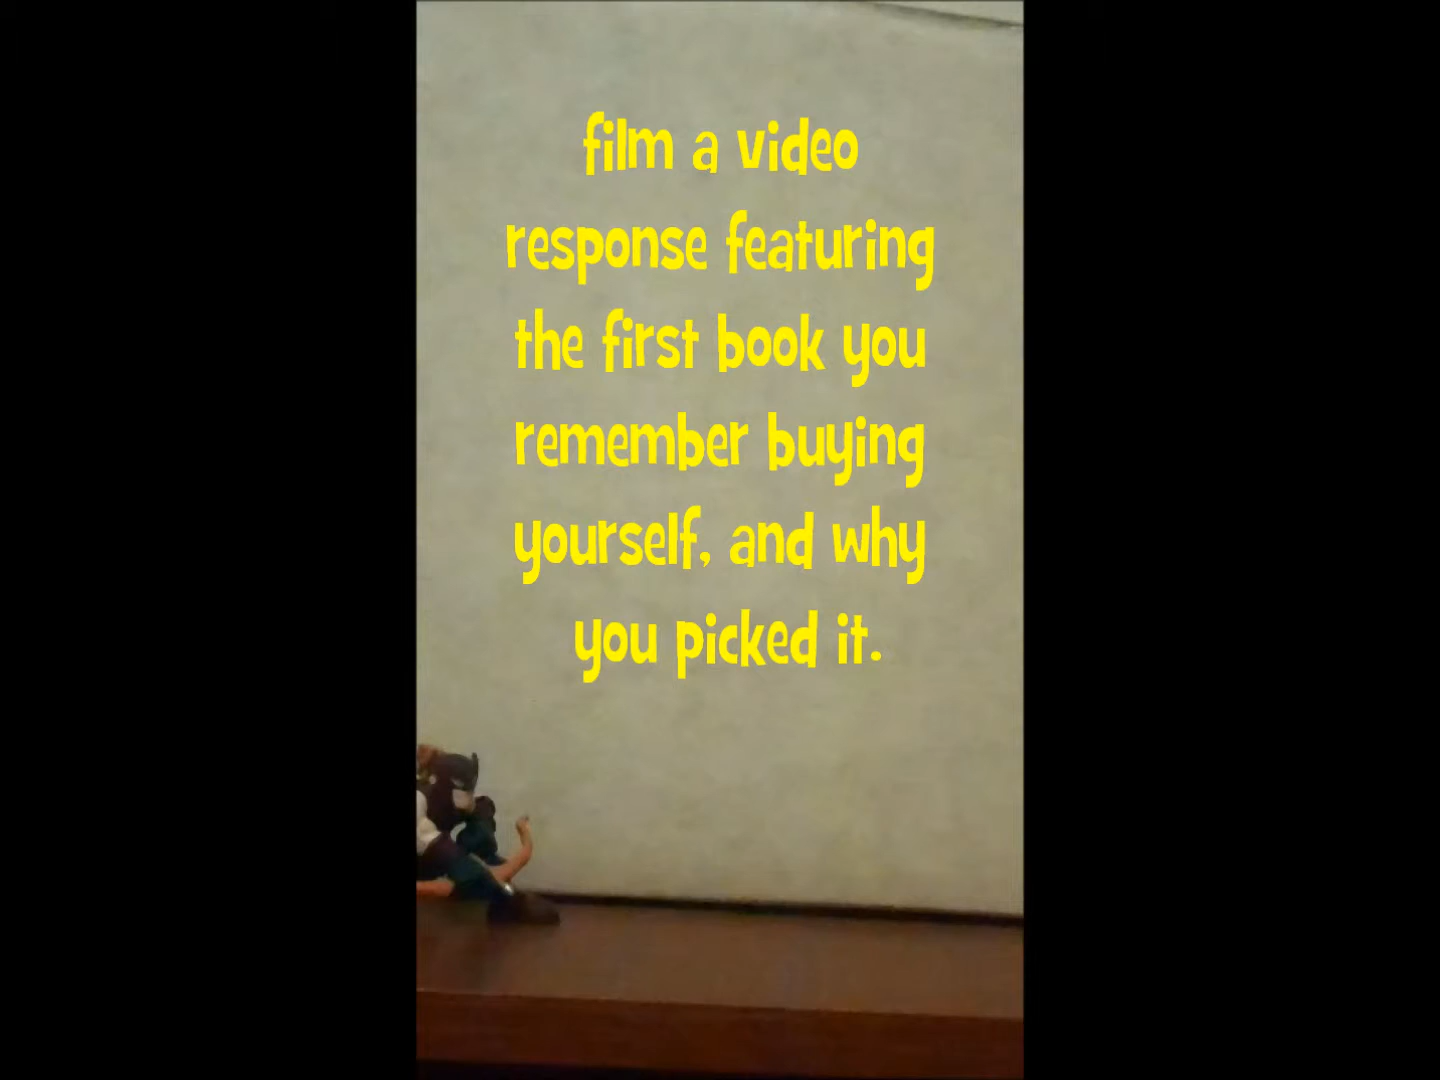 film a video
response featuring
the first book you
remember buying
yourself, and why
you picked it.